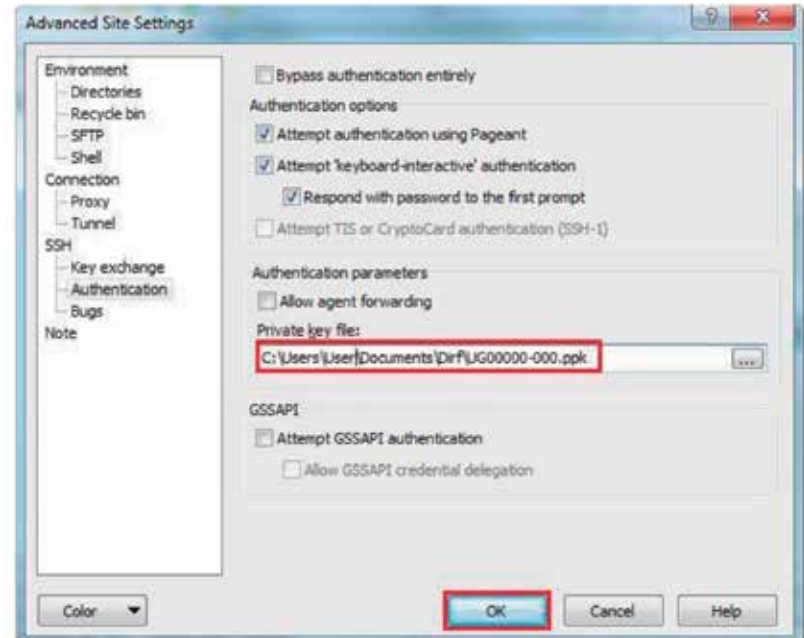 Advanced Site Settings
Environment
Directories
Recycle bin
SFTP
Shell
Connection
Proxy
Tunnel
SSH
Key exchange
Authentication
Bugs
Note
Bypass authentication entirely
Authentication options
Attempt authentication using Pageant
Attempt 'keyboard-interactive' authentication
Respond with password to the first prompt
Attempt TIS or CryptoCard authentication (SSH-1)
Authentication parameters
Allow agent forwarding
Private key file:
C:\Users\User\Documents\Dirf\UG00000-000.ppk
...
GSSAPI
Attempt GSSAPI authentication
Allow GSSAPI credential delegation
Color
OK
Cancel
Help